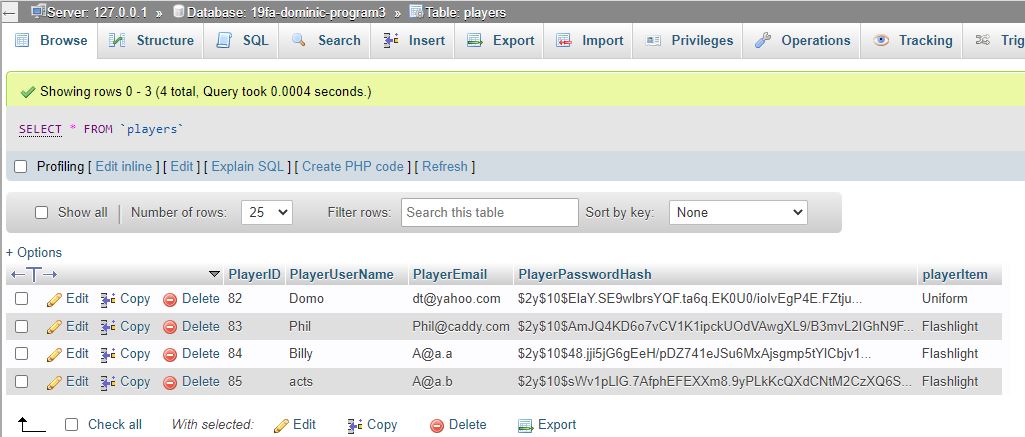 Server: 127.0.0.1 » Database: 19fa-dominic-program3 » Table: players
Browse Structure SQL Search Insert Export Import Privileges Operations Tracking Trig
Showing rows 0 - 3 (4 total, Query took 0.0004 seconds.)
SELECT * FROM `players`
Profiling [ Edit inline ] [ Edit ] [ Explain SQL ] [ Create PHP code ] [ Refresh ]
Show all Number of rows: 25 Filter rows: Search this table Sort by key: None
+ Options
PlayerID PlayerUserName PlayerEmail PlayerPasswordHash playerItem
Edit Copy Delete 82 Domo dt@yahoo.com $2y$10$ElaY.SE9wlbrsYQF.ta6q.EK0U0/iolvEgP4E.FZtju... Uniform
Edit Copy Delete 83 Phil Phil@caddy.com $2y$10$AmJQ4KD6o7vCV1K1ipckUOdVAwgXL9/B3mvL2IGhN9F... Flashlight
Edit Copy Delete 84 Billy A@a.a $2y$10$48.jji5jG6gEeH/pDZ741eJSu6MxAjsgmp5tYlCbjv1... Flashlight
Edit Copy Delete 85 acts A@a.b $2y$10$sWv1pLIG.7AfphEFEXXm8.9yPLkKcQXdCNtM2CzXQ6S... Flashlight
Check all With selected: Edit Copy Delete Export